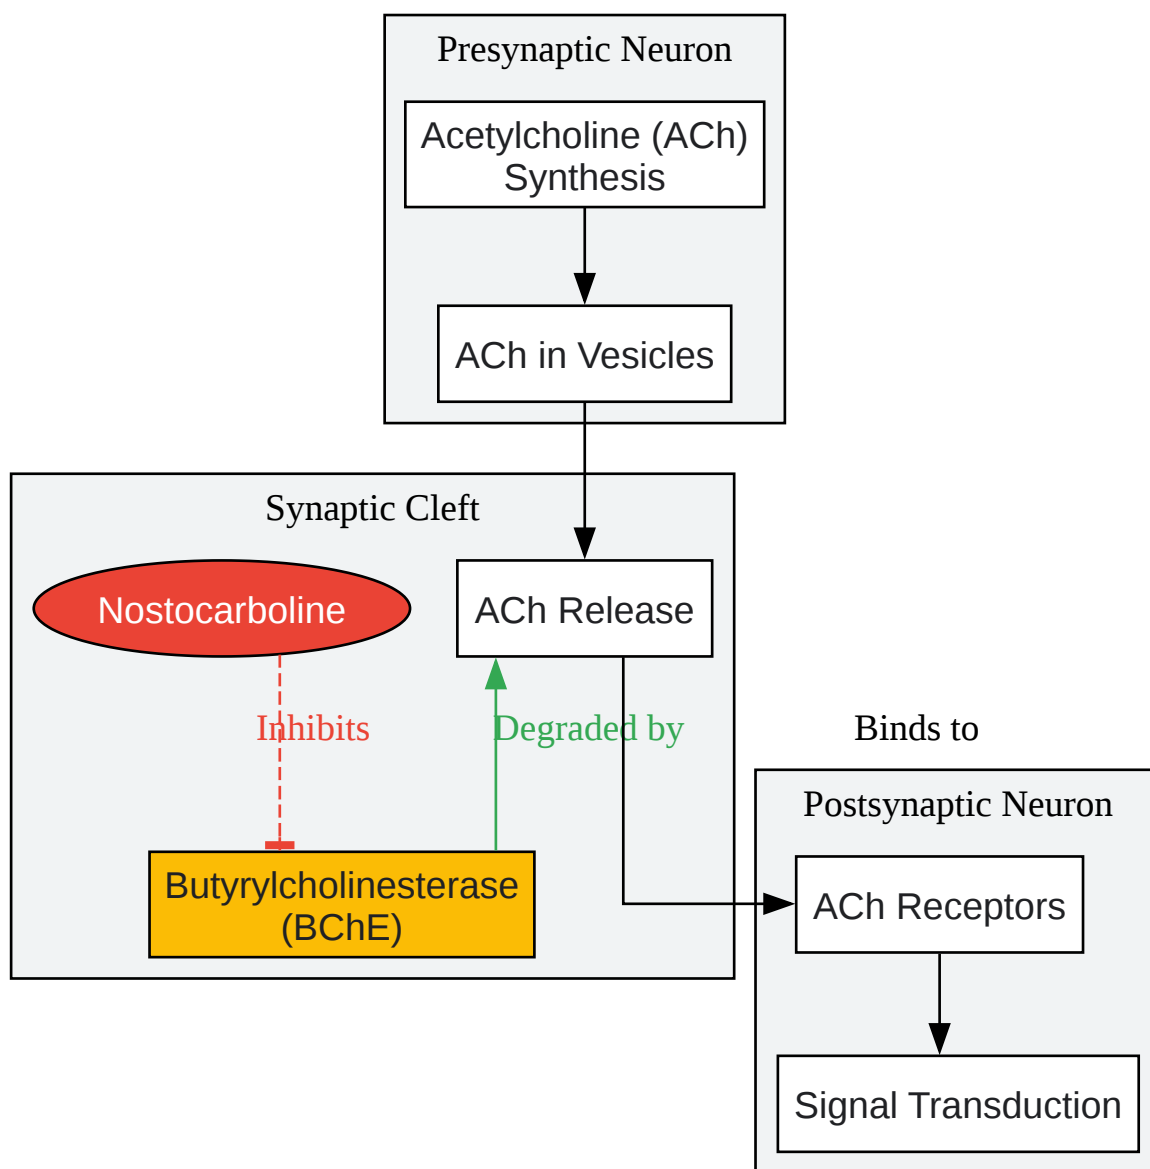 Presynaptic Neuron
Acetylcholine (ACh)
Synthesis
ACh in Vesicles
Synaptic Cleft
Nostocarboline
ACh Release
Inhibits
Degraded by
Binds to
Butyrylcholinesterase
(BChE)
Postsynaptic Neuron
ACh Receptors
Signal Transduction